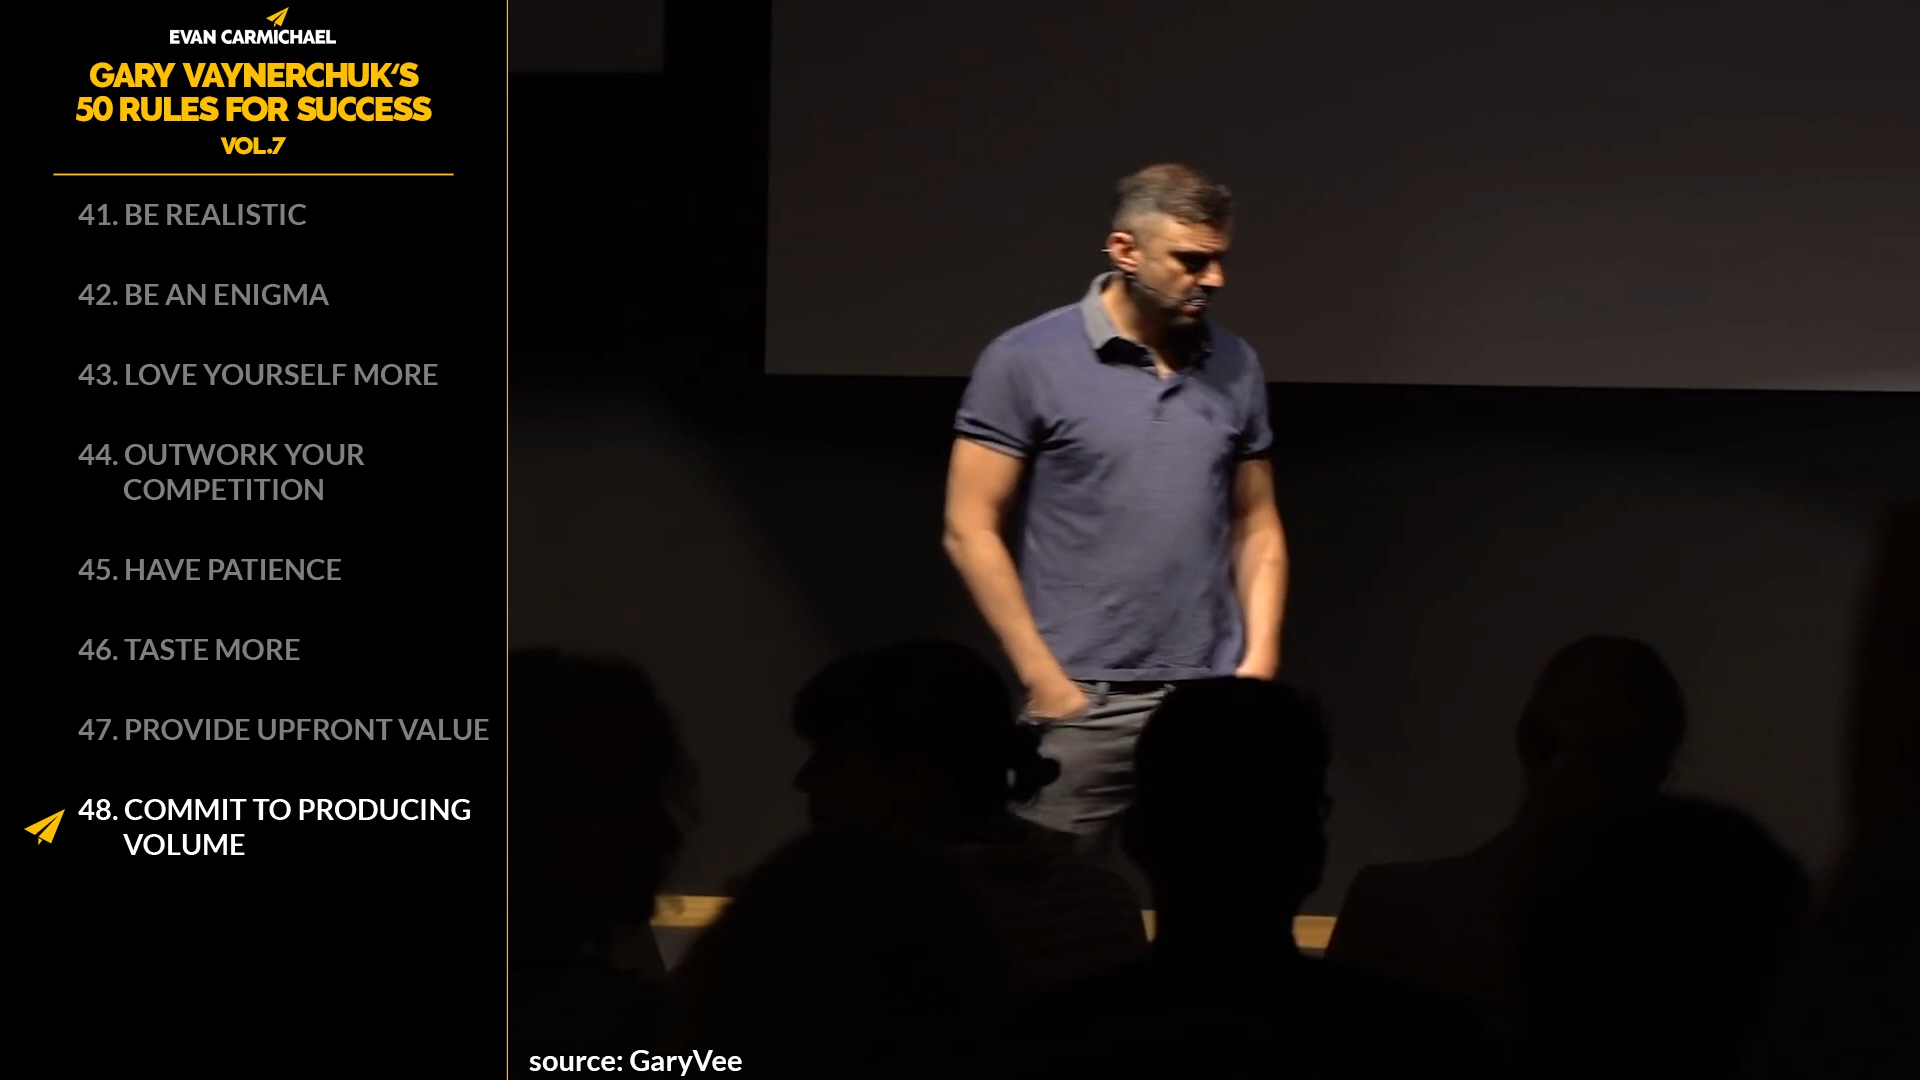 EVAN CARMICHAEL
GARY VAYNERCHUK'S
50 RULES FOR SUCCESS
VOL.7
41. BE REALISTIC
42. BE AN ENIGMA
43. LOVE YOURSELF MORE
44. OUTWORK YOUR
COMPETITION
45. HAVE PATIENCE
46. TASTE MORE
47. PROVIDE UPFRONT VALUE
48. COMMIT TO PRODUCING
VOLUME
source: GaryVee